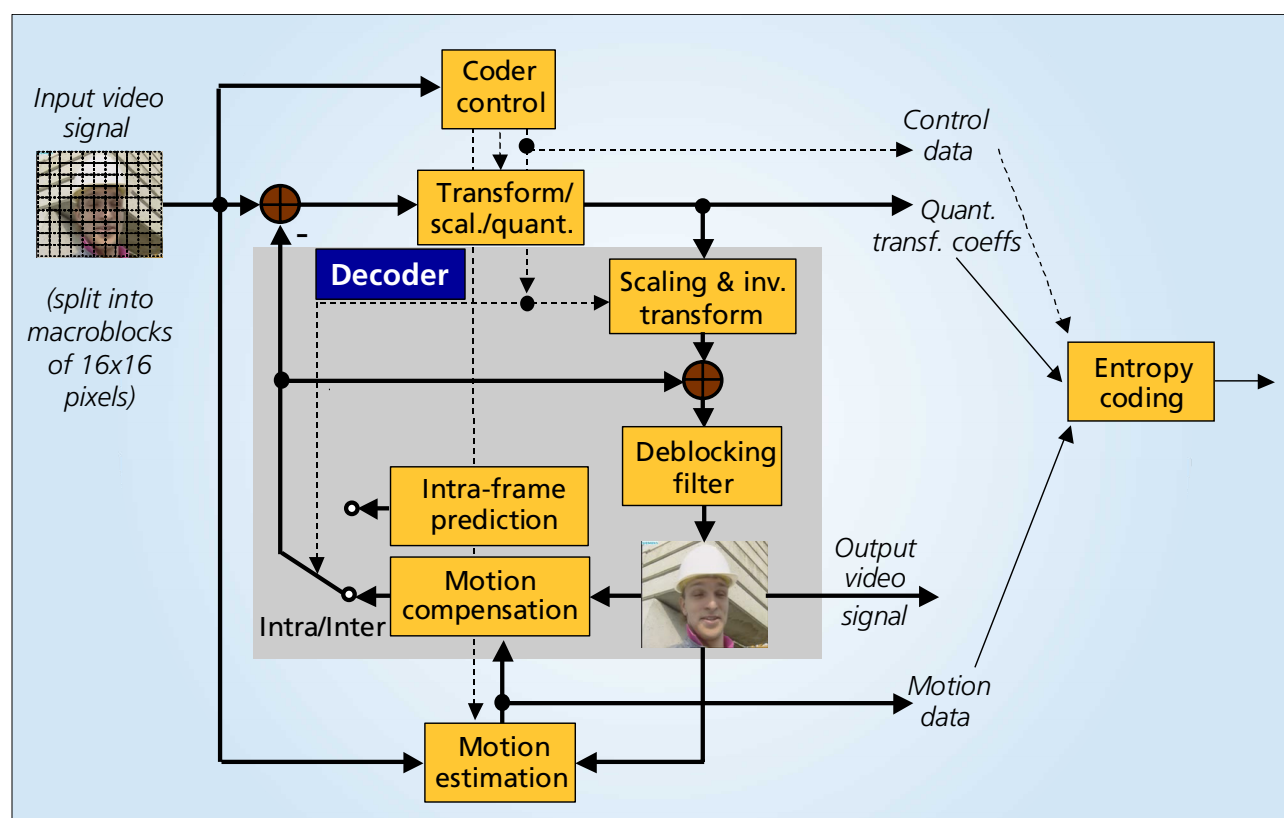 Input video
signal
(split into
macroblocks
of 16x16
pixels)
Coder
control
Control
data
Transform/
scal./quant.
Quant.
transf. coeffs
-
Decoder
Scaling & inv.
transform
Entropy
coding
Deblocking
filter
Intra-frame
prediction
Motion
compensation
Intra/Inter
Output
video
signal
Motion
data
Motion
estimation